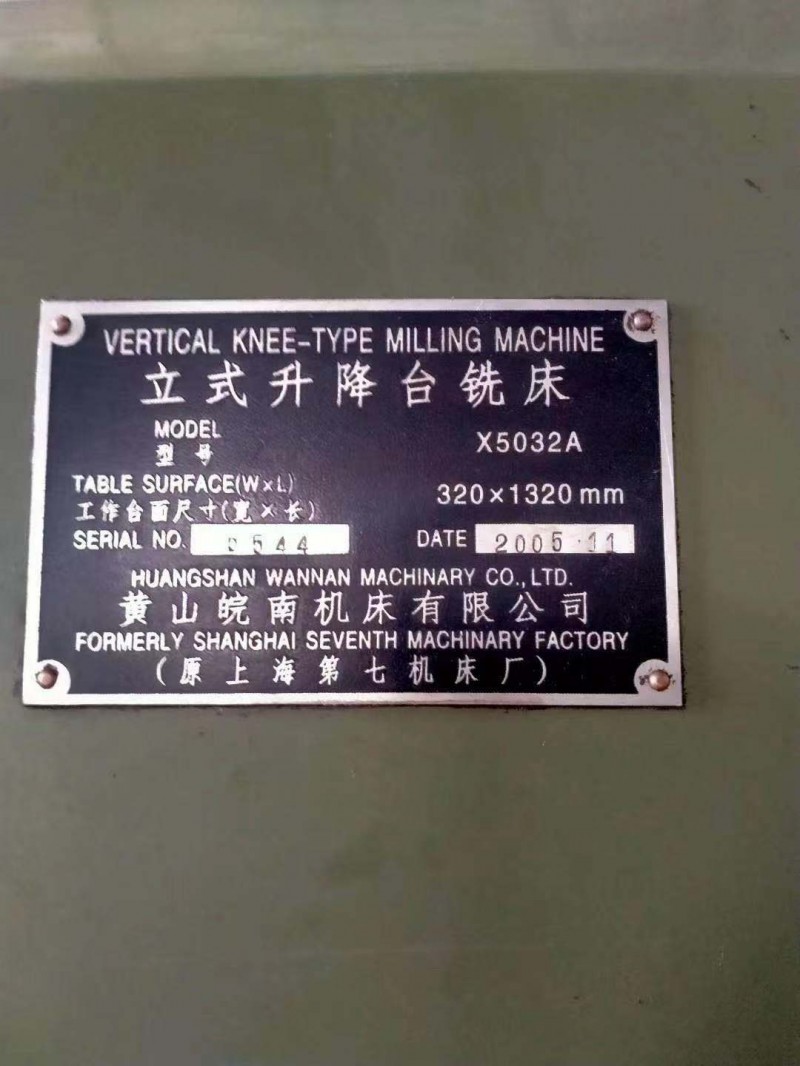 VERTICAL KNEE-TYPE MILLING MACHINE
立式升降台铣床
MODEL
型号 X5032A
TABLE SURFACE(W×L)
工作台面尺寸(宽×长) 320×1320mm
SERIAL NO. DATE 2005.11
HUANGSHAN WANNAN MACHINARY CO.,LTD.
黄山皖南机床有限公司
FORMERLY SHANGHAI SEVENTH MACHINARY FACTORY
(原上海第七机床厂)